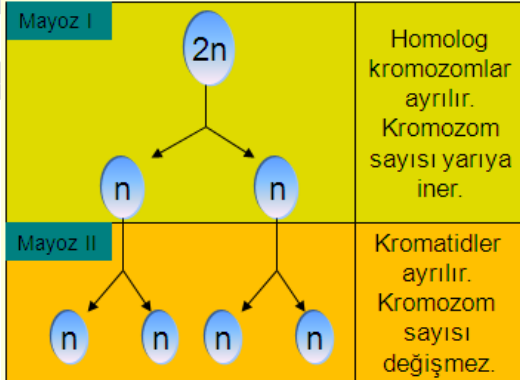 Mayoz I
2n
Homolog
kromozomlar
ayrılır.
Kromozom
sayısı yarıya
iner.
n n
Mayoz II
Kromatidler
ayrılır.
Kromozom
sayısı
değişmez.
n n n n